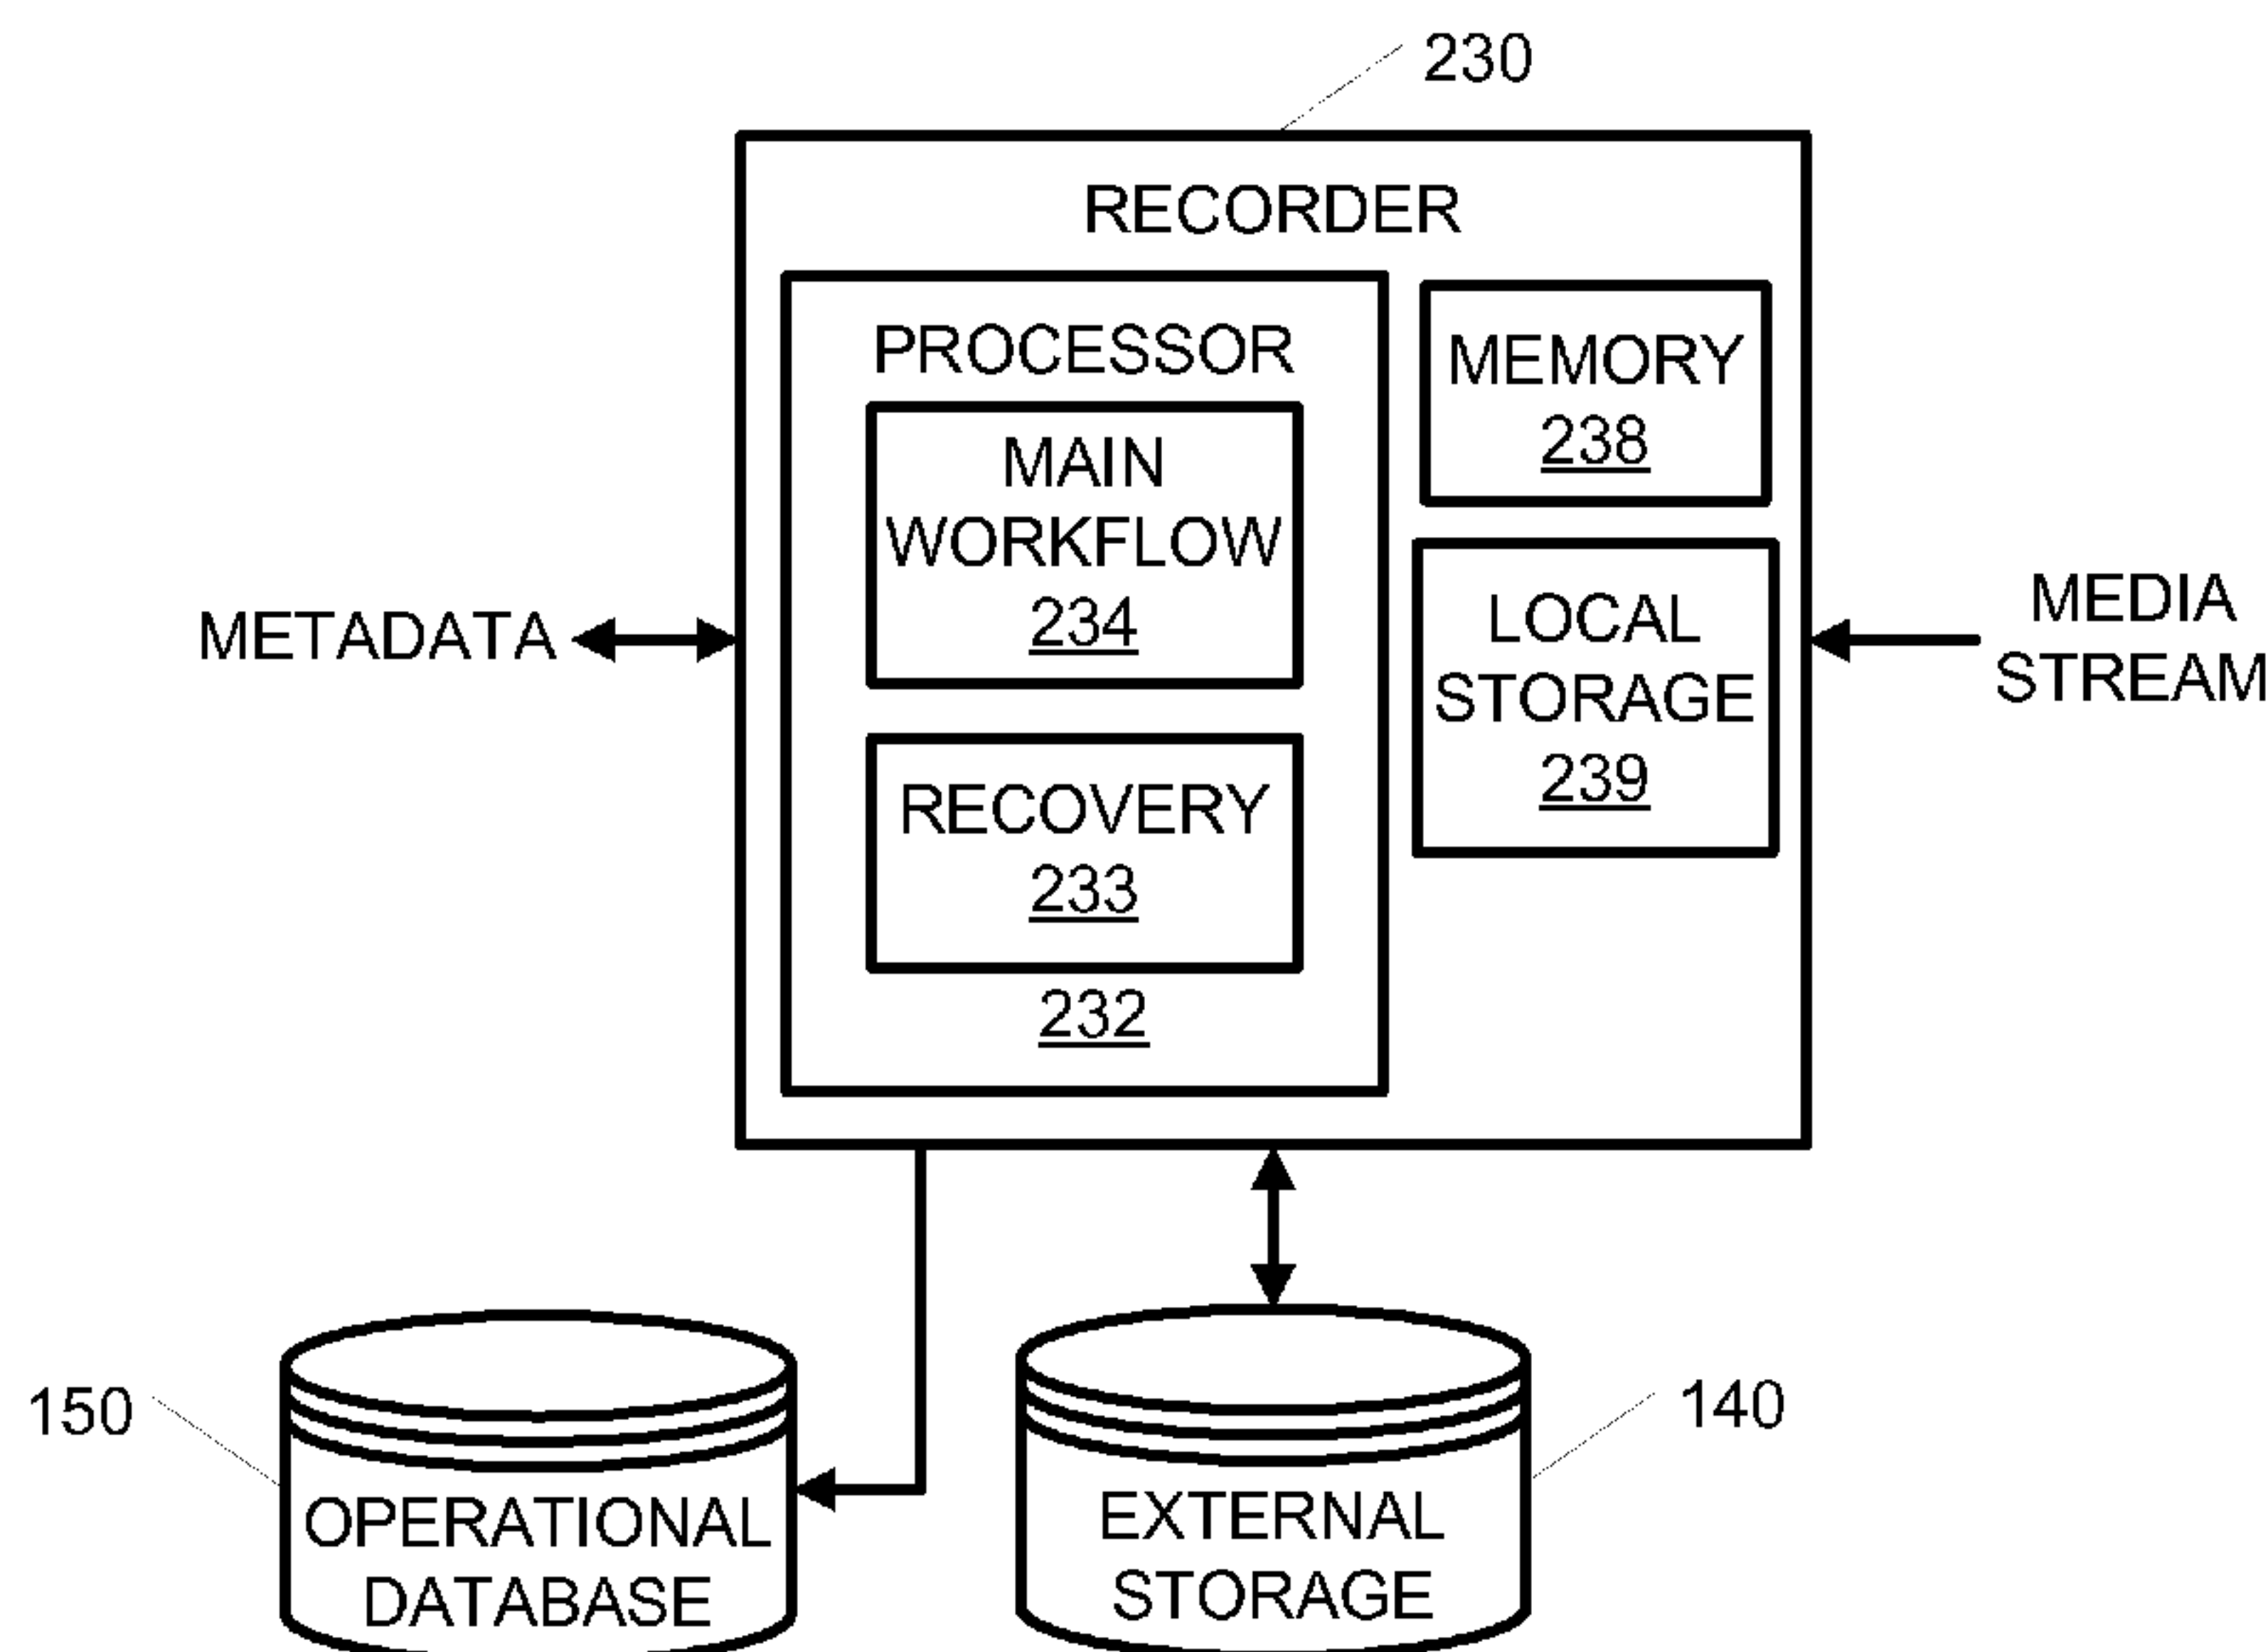 230
RECORDER
PROCESSOR
MAIN
WORKFLOW
234
RECOVERY
233
232
MEMORY
238
LOCAL
STORAGE
239
METADATA
MEDIA
STREAM
150
OPERATIONAL
DATABASE
EXTERNAL
STORAGE
140